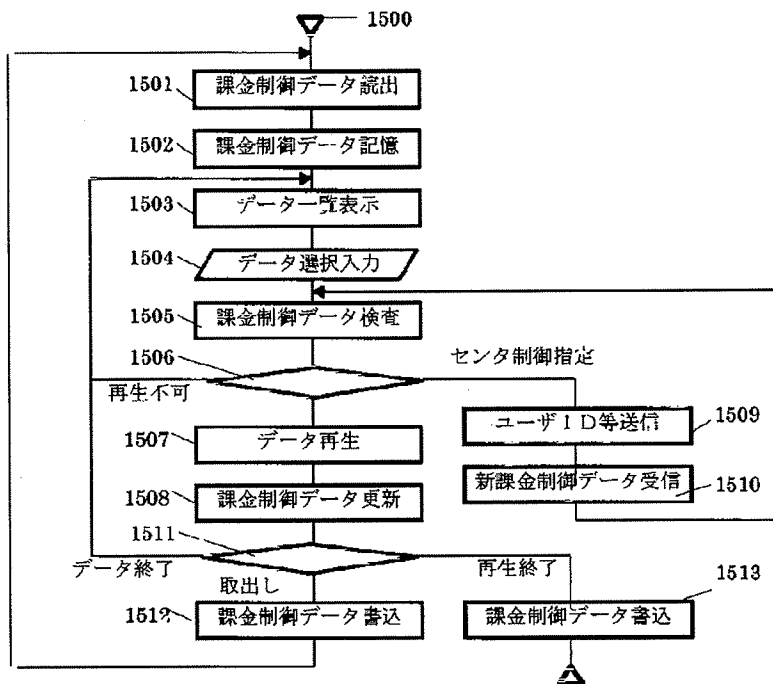 1500
1501 課金制御データ読出
1502 課金制御データ記憶
1503 データ一覧表示
1504 データ選択入力
1505 課金制御データ検査
1506 センタ制御指定
再生不可
1507 データ再生 ユーザID等送信 1509
1508 課金制御データ更新 新課金制御データ受信 1510
1511
データ終了 取出し 再生終了
1512 課金制御データ書込 課金制御データ書込 1513